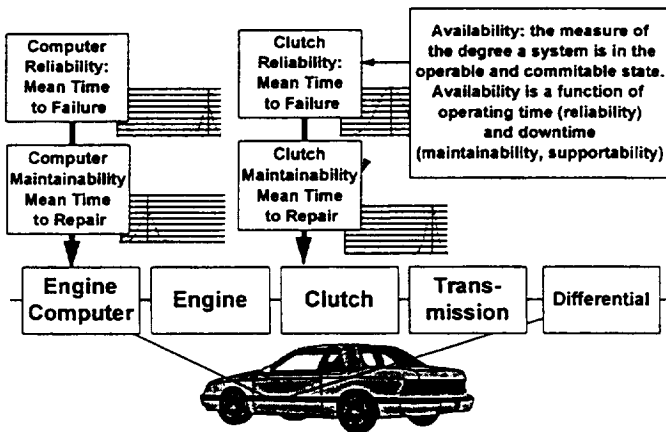 Computer
Reliability:
Mean Time
to Failure
Clutch
Reliability:
Mean Time
to Failure
Availability: the measure of
the degree a system is in the
operable and commitable state.
Availability is a function of
operating time (reliability)
and downtime
(maintainability, supportability)
Computer
Maintainability
Mean Time
to Repair
Clutch
Maintainability
Mean Time
to Repair
Engine
Computer
Engine
Clutch
Trans-
mission
Differential